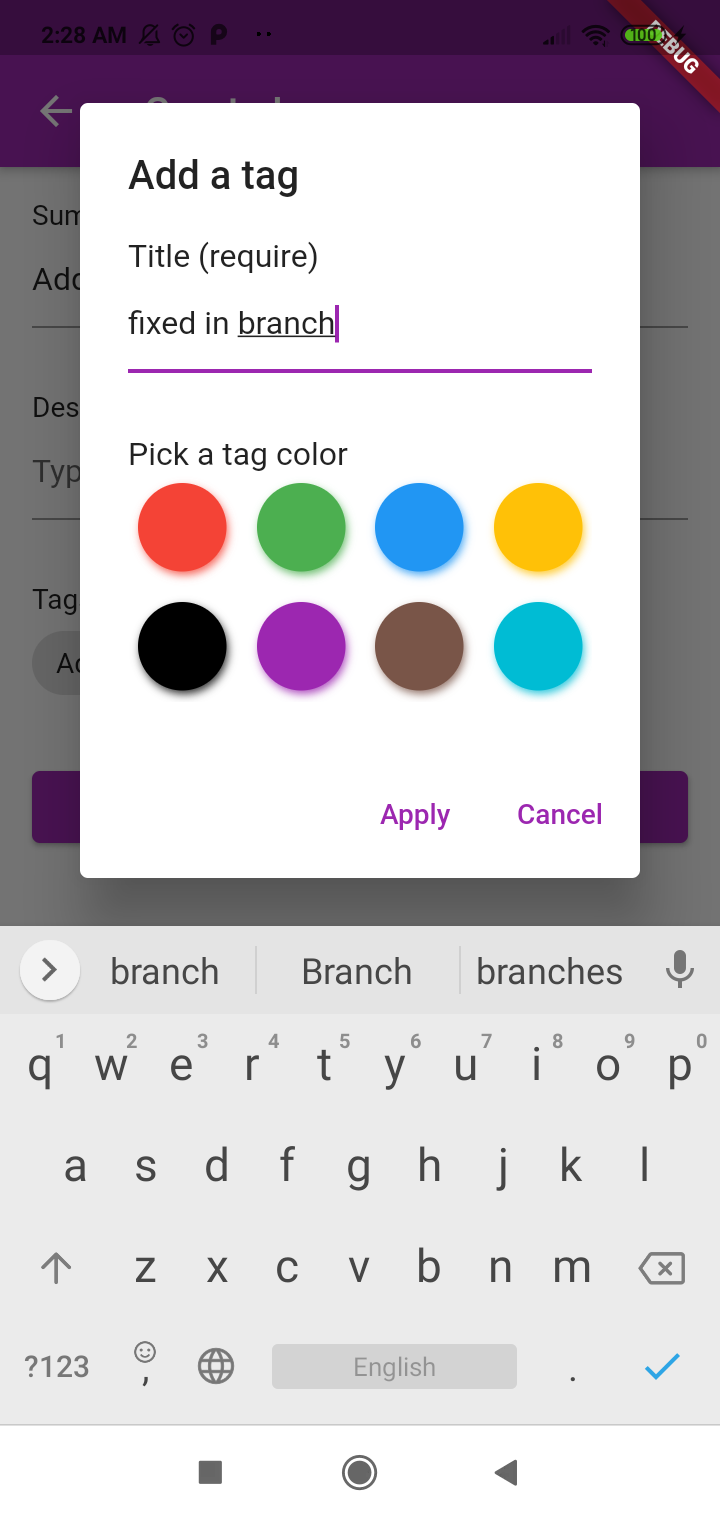 2:28 AM
100
DEBUG
Add a tag
Sum
Title (require)
Add
fixed in branch
Des
Pick a tag color
Typ
Tag
Apply Cancel
branch Branch branches
1 2 3 4 5 6 7 8 9 0
q w e r t y u i o p
a s d f g h j k l
z x c v b n m
?123 , English .